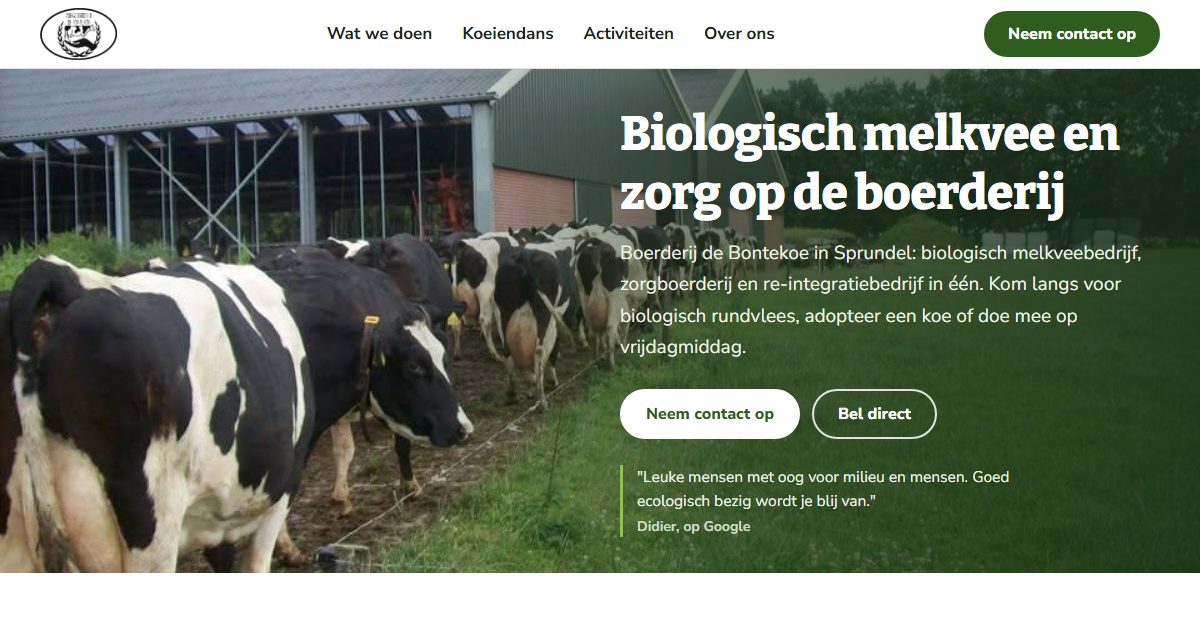 Wat we doen
Koeiendans
Activiteiten
Over ons
Neem contact op
Biologisch melkvee en
zorg op de boerderij
Boerderij de Bontekoe in Sprundel: biologisch melkveebedrijf,
zorgboerderij en re-integratiebedrijf in één. Kom langs voor
biologisch rundvlees, adopteer een koe of doe mee op
vrijdagmiddag.
Neem contact op
Bel direct
"Leuke mensen met oog voor milieu en mensen. Goed
ecologisch bezig wordt je blij van."
Didier, op Google